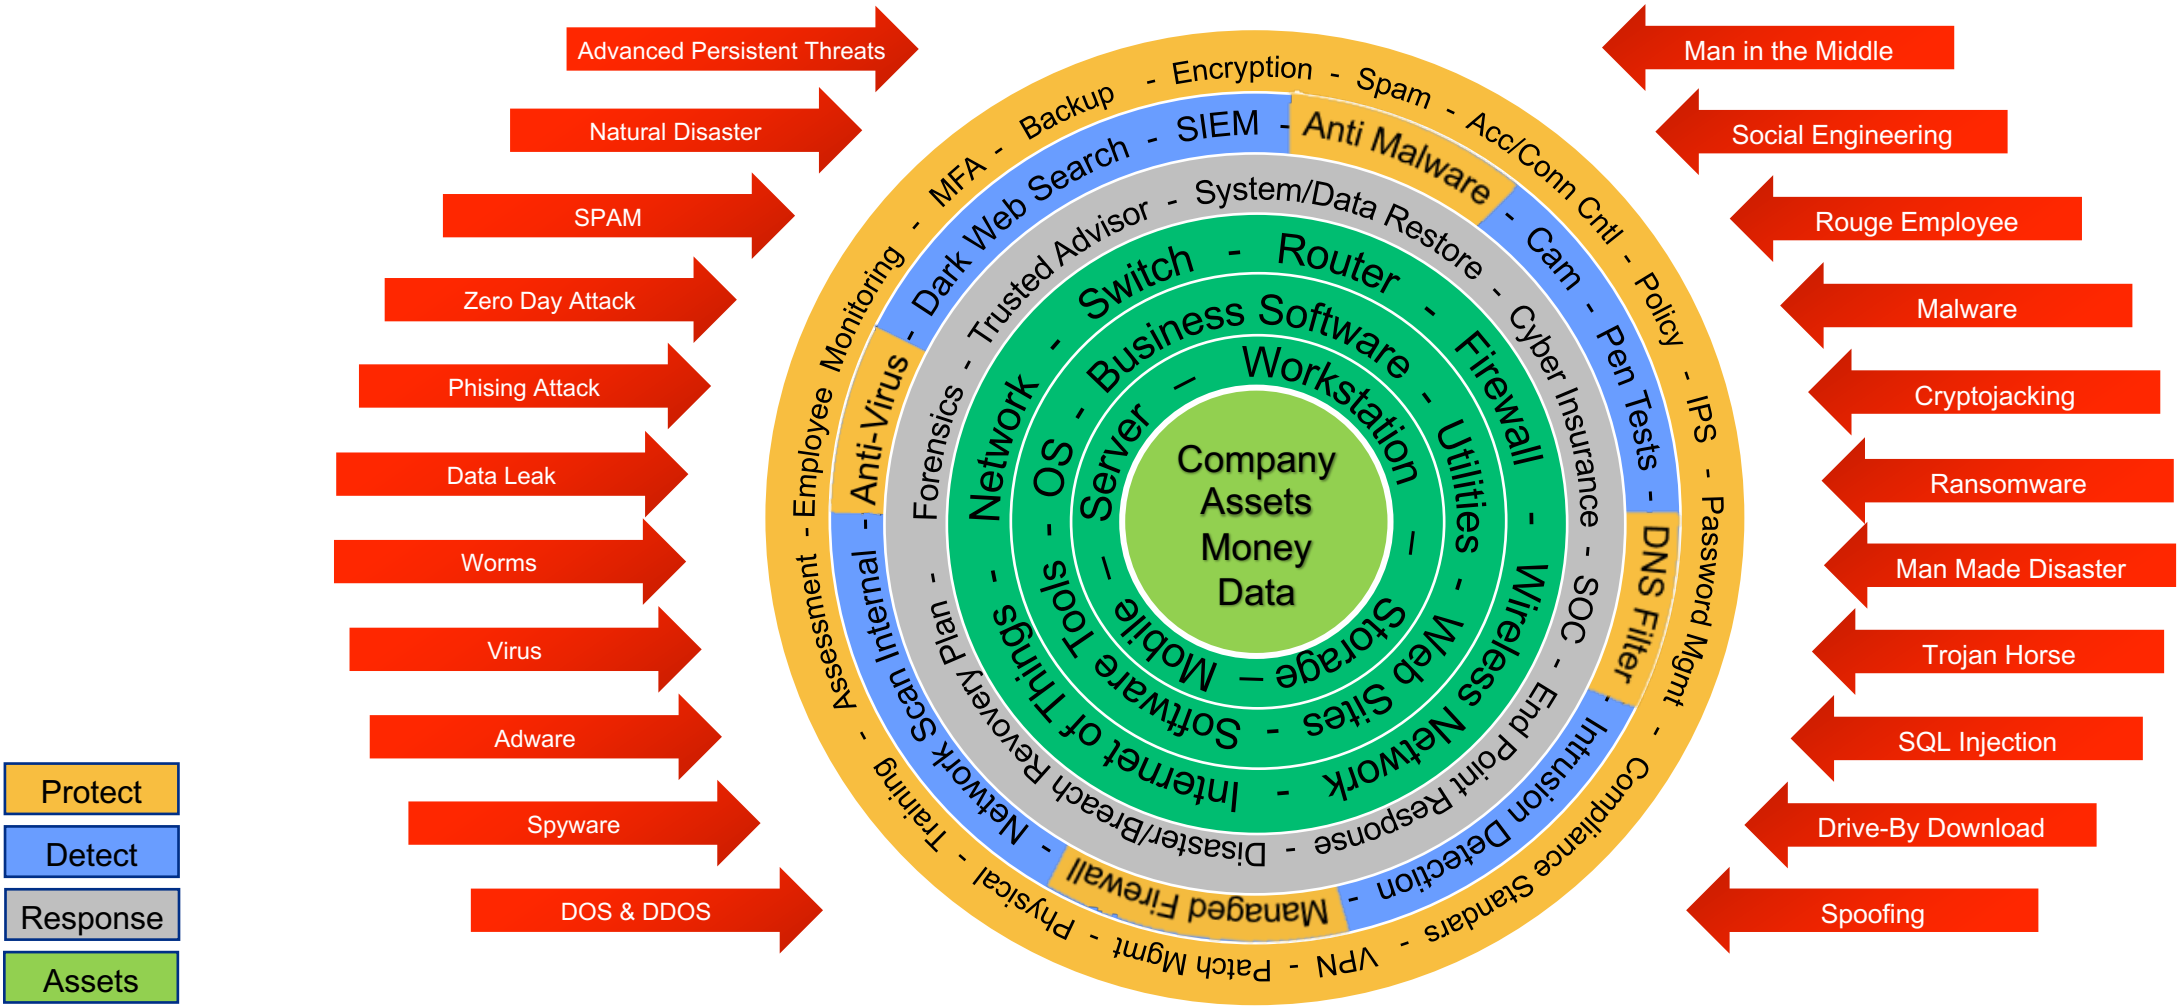 Advanced Persistent Threats
Natural Disaster
SPAM
Zero Day Attack
Phising Attack
Data Leak
Worms
Virus
Adware
Spyware
DOS & DDOS
Protect
Detect
Response
Assets
Encryption - Spam - Acc/Conn Cntl - Policy - IPS - Password Mgmt - Compliance Standars - VPN - Patch Mgmt - Physical - Training - Assessment - Employee Monitoring - MFA - Backup -
SIEM - Anti Malware - Cam - Pen Tests - DNS Filter - Intrusion Detection - Managed Firewall - Network Scan Internal - Anti-Virus - Dark Web Search -
System/Data Restore - Cyber Insurance - SOC - End Point Response - Disaster/Breach Revovery Plan - Forensics - Trusted Advisor -
Switch - Router - Firewall - Wireless Network - Internet of Things - Network -
Business Software - Utilities - Web Sites - Software Tools - OS -
Workstation – Storage – Mobile – Server –
Company
Assets
Money
Data
Man in the Middle
Social Engineering
Rouge Employee
Malware
Cryptojacking
Ransomware
Man Made Disaster
Trojan Horse
SQL Injection
Drive-By Download
Spoofing